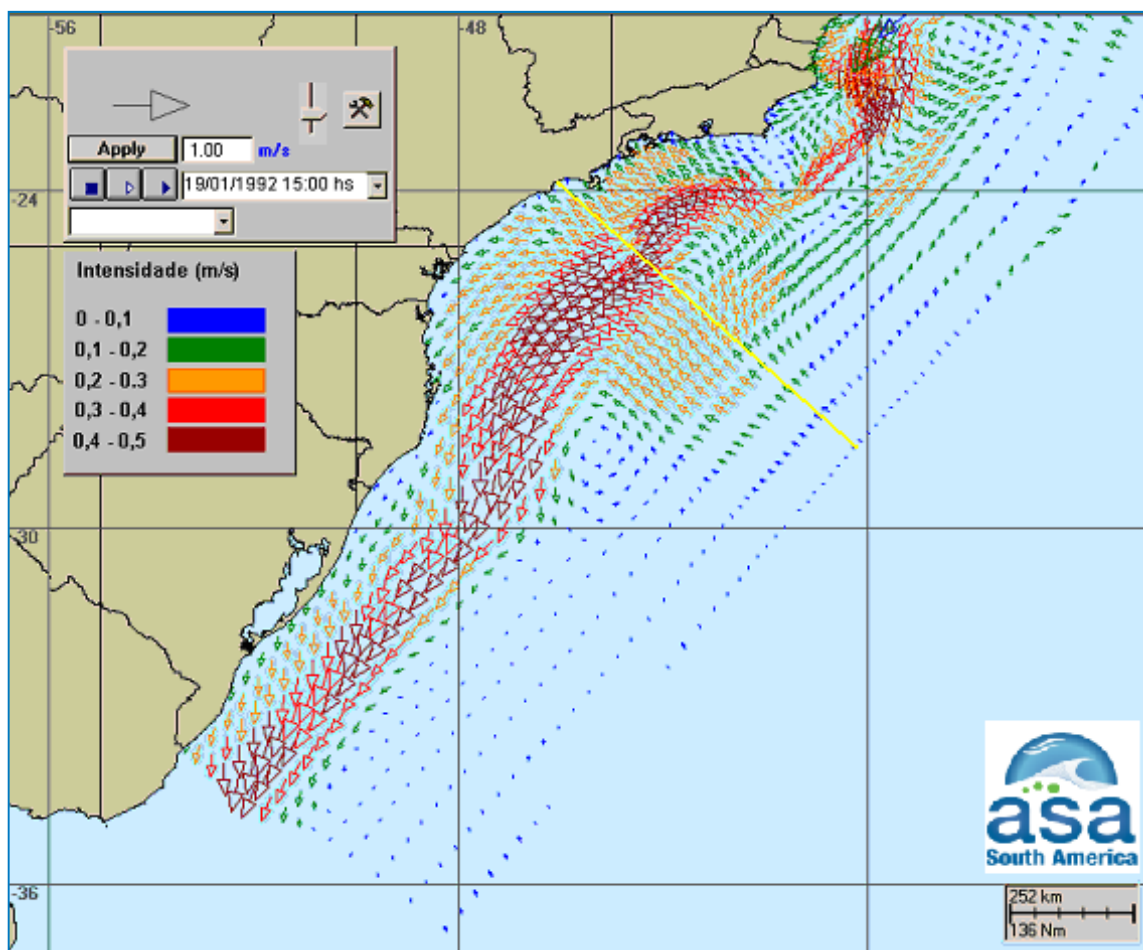 -56
-48
-40
Apply
1.00
m/s
19/01/1992 15:00 hs
-24
Intensidade (m/s)
0 - 0,1
0,1 - 0,2
0,2 - 0.3
0,3 - 0,4
0,4 - 0,5
-30
asa
South America
-36
252 km
136 Nm